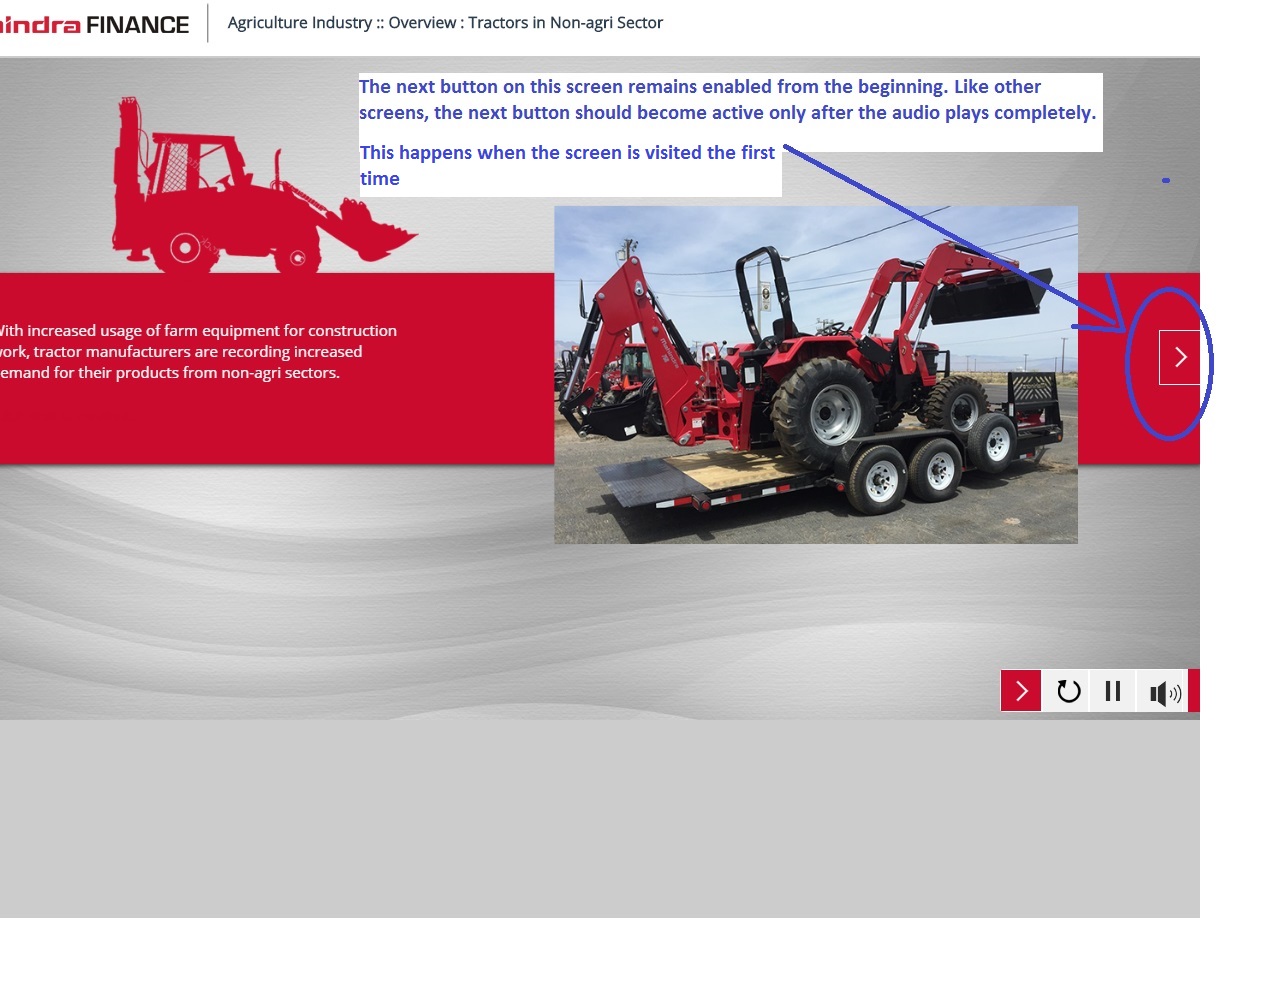 indra FINANCE
Agriculture Industry :: Overview : Tractors in Non-agri Sector
The next button on this screen remains enabled from the beginning. Like other
screens, the next button should become active only after the audio plays completely.
This happens when the screen is visited the first
time
With increased usage of farm equipment for construction
work, tractor manufacturers are recording increased
emand for their products from non-agri sectors.